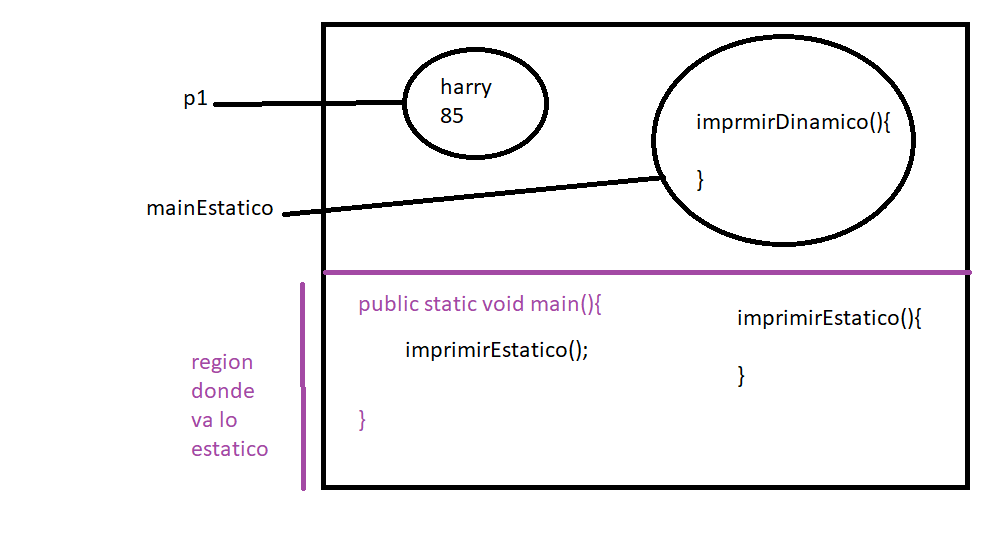 p1
harry
85
imprmirDinamico(){
}
mainEstatico
public static void main(){
imprimirEstatico();
}
imprimirEstatico(){
}
region
donde
va lo
estatico